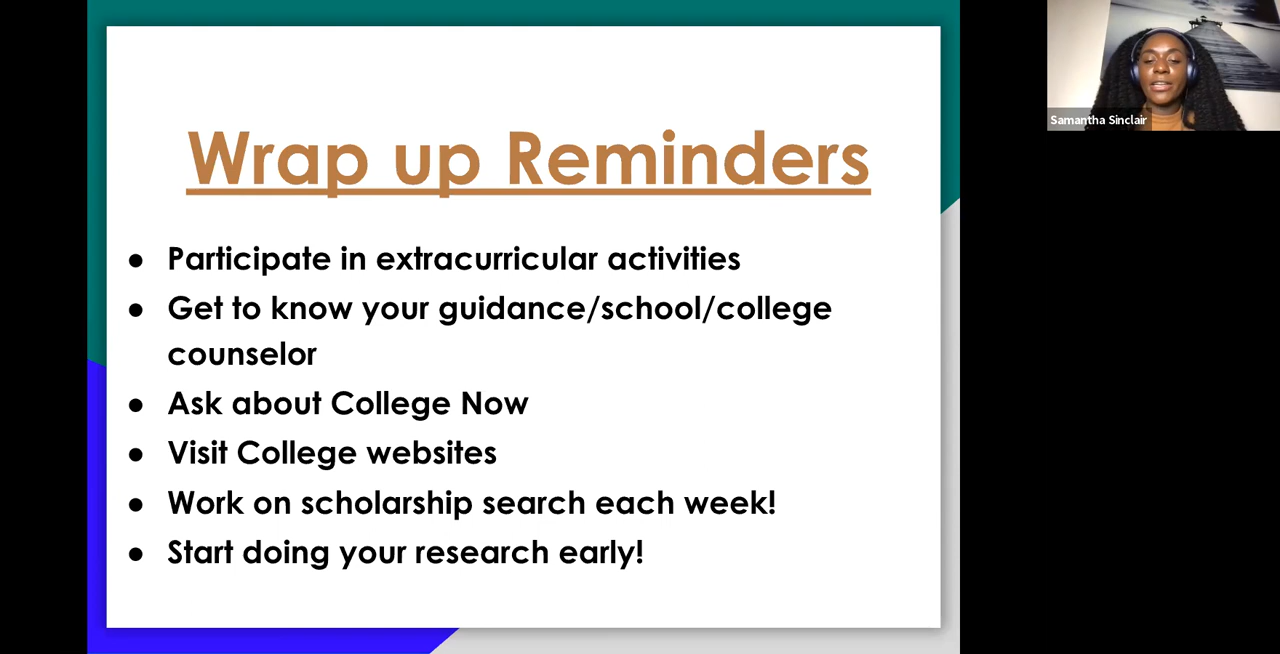 Wrap up Reminders
● Participate in extracurricular activities
● Get to know your guidance/school/college
counselor
● Ask about College Now
● Visit College websites
● Work on scholarship search each week!
● Start doing your research early!
Samantha Sinclair